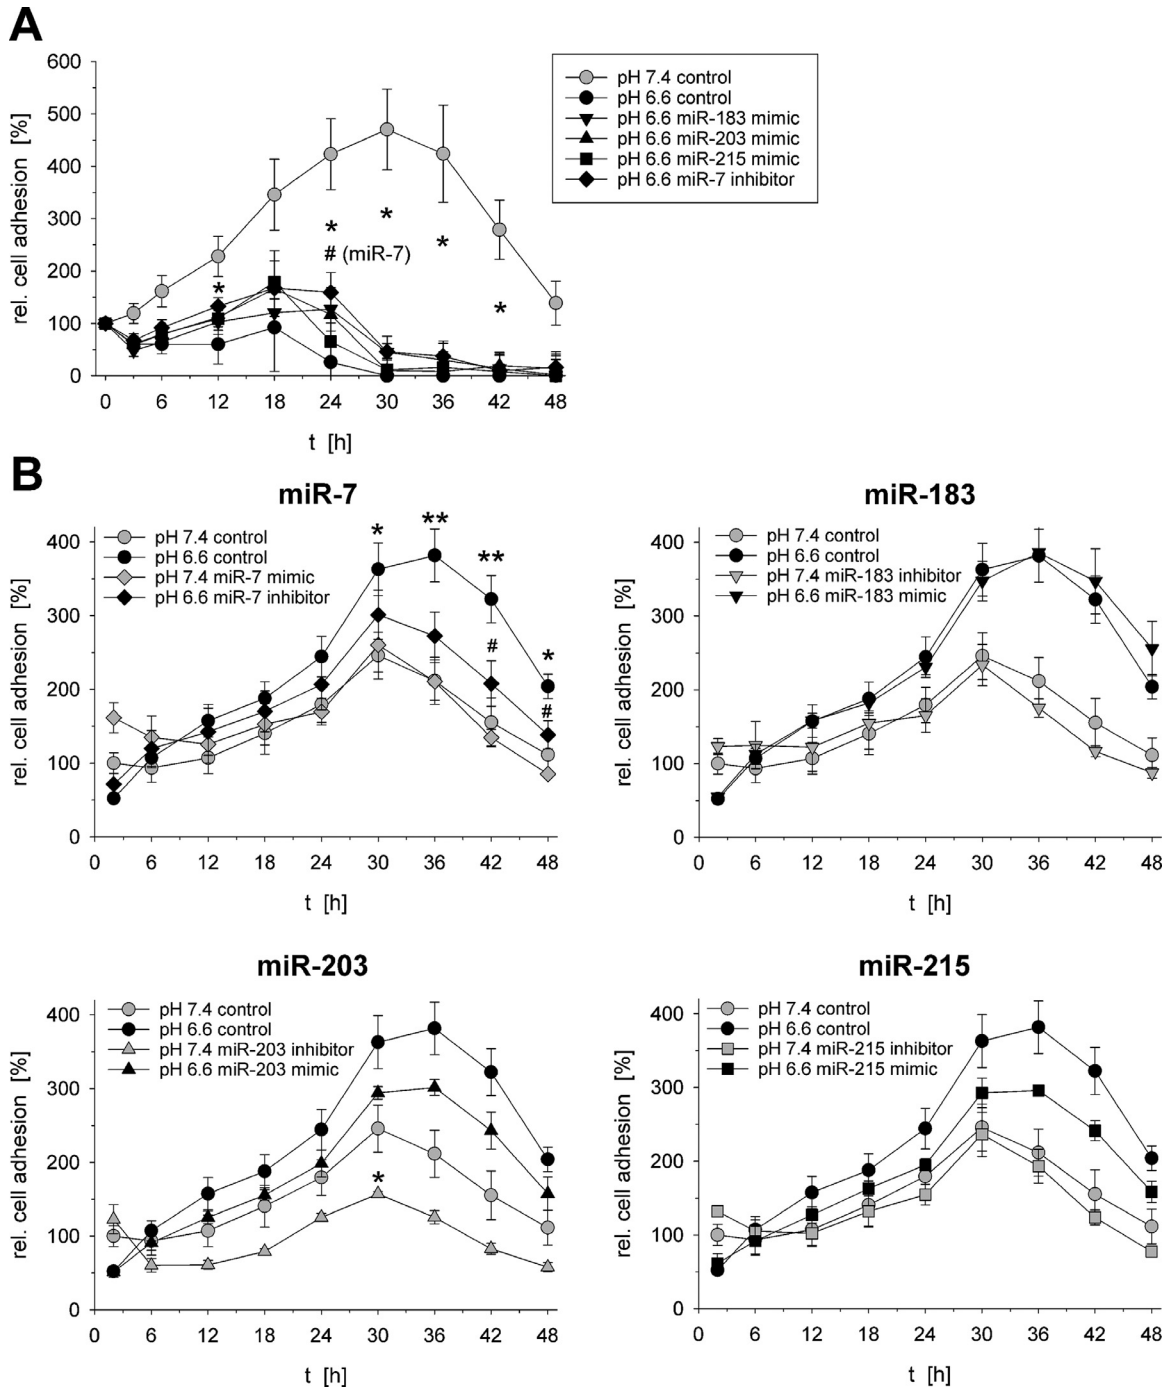 A
rel. cell adhesion [%]
600
500
400
300
200
100
0
0 6 12 18 24 30 36 42 48
t [h]
pH 7.4 control
pH 6.6 control
pH 6.6 miR-183 mimic
pH 6.6 miR-203 mimic
pH 6.6 miR-215 mimic
pH 6.6 miR-7 inhibitor
* * * * *
# (miR-7)
B
miR-7
pH 7.4 control
pH 6.6 control
pH 7.4 miR-7 mimic
pH 6.6 miR-7 inhibitor
* ** ** *
# #
rel. cell adhesion [%]
400
300
200
100
0
0 6 12 18 24 30 36 42 48
t [h]
miR-183
pH 7.4 control
pH 6.6 control
pH 7.4 miR-183 inhibitor
pH 6.6 miR-183 mimic
rel. cell adhesion [%]
400
300
200
100
0
0 6 12 18 24 30 36 42 48
t [h]
miR-203
pH 7.4 control
pH 6.6 control
pH 7.4 miR-203 inhibitor
pH 6.6 miR-203 mimic
*
rel. cell adhesion [%]
400
300
200
100
0
0 6 12 18 24 30 36 42 48
t [h]
miR-215
pH 7.4 control
pH 6.6 control
pH 7.4 miR-215 inhibitor
pH 6.6 miR-215 mimic
rel. cell adhesion [%]
400
300
200
100
0
0 6 12 18 24 30 36 42 48
t [h]